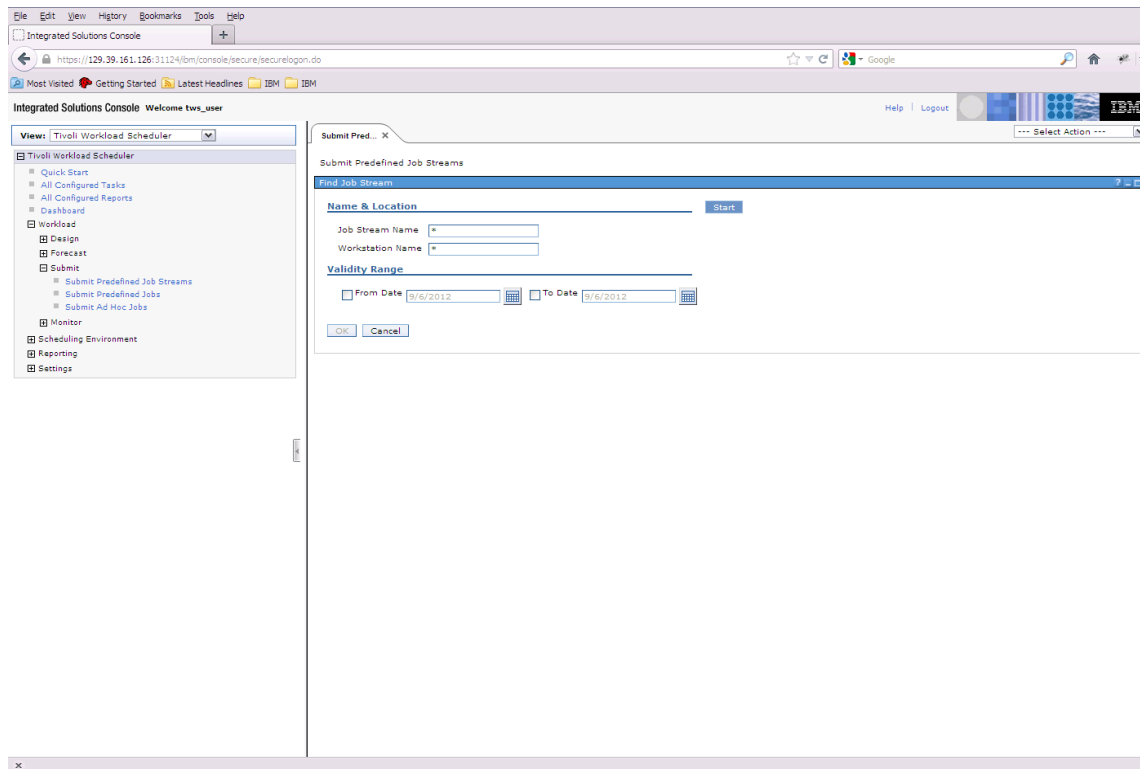 File Edit View History Bookmarks Tools Help
Integrated Solutions Console +
https://129.39.161.126:31124/bm/console/secure/securelogon.do Google
Most Visited Getting Started Latest Headlines IBM IBM
Integrated Solutions Console Welcome tws_user Help Logout IBM
View: Tivoli Workload Scheduler
Submit Pred... X
--- Select Action ---
Tivoli Workload Scheduler
Quick Start
All Configured Tasks
All Configured Reports
Dashboard
Workload
Design
Forecast
Submit
Submit Predefined Job Streams
Submit Predefined Jobs
Submit Ad Hoc Jobs
Monitor
Scheduling Environment
Reporting
Settings
Submit Predefined Job Streams
Find Job Stream ?
Name & Location
Start
Job Stream Name *
Workstation Name *
Validity Range
From Date 9/6/2012 To Date 9/6/2012
OK Cancel
x